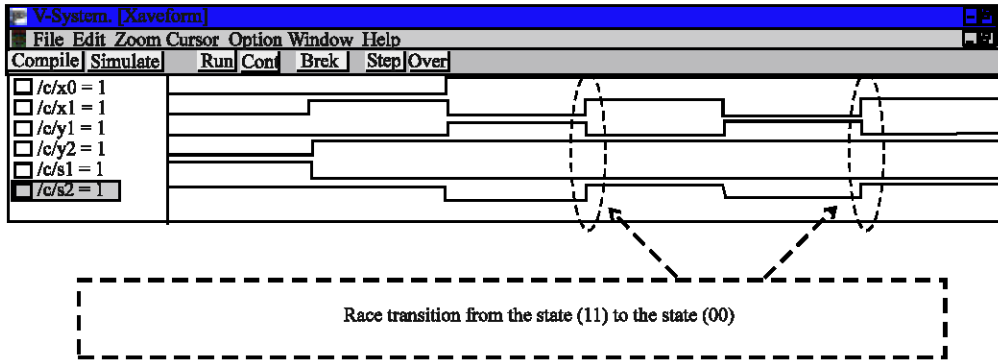 V-System. [Xaveform]
File Edit Zoom Cursor Option Window Help
Compile Simulate Run Cont Brek Step Over
/c/x0 = 1
/c/x1 = 1
/c/y1 = 1
/c/y2 = 1
/c/s1 = 1
/c/s2 = 1
Race transition from the state (11) to the state (00)